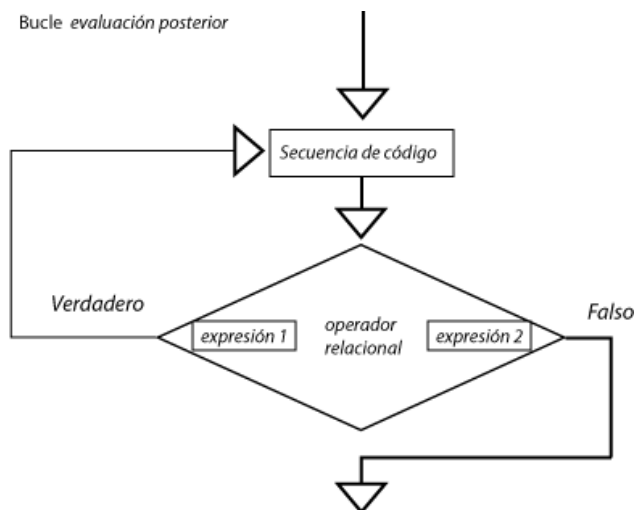 Bucle evaluación posterior
Secuencia de código
Verdadero
Falso
expresión 1
operador
relacional
expresión 2